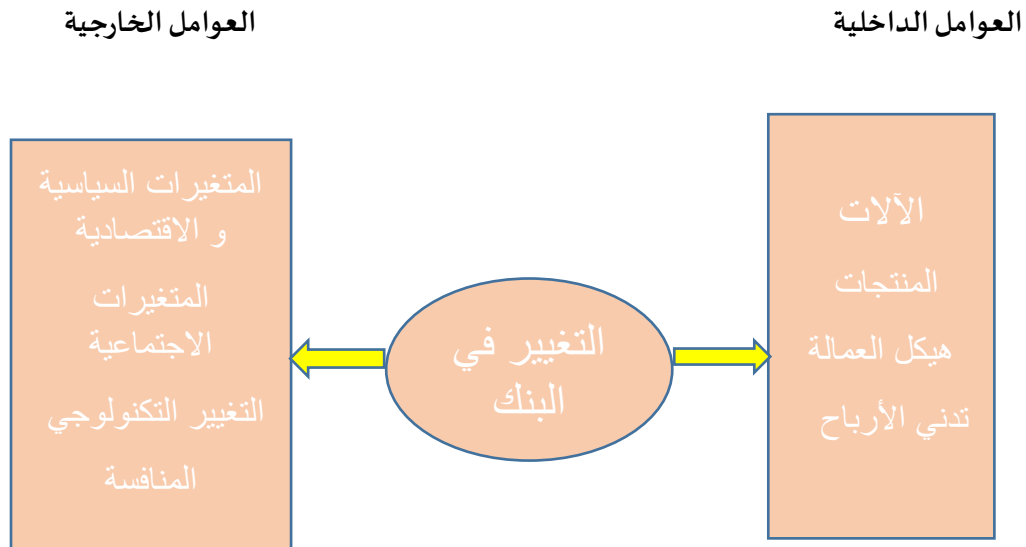 العوامل الداخلية
العوامل الخارجية
الآلات
المنتجات
هيكل العمالة
تدني الأرباح
التغيير في
البنك
المتغيرات السياسية
و الاقتصادية
المتغيرات
الاجتماعية
التغيير التكنولوجي
المنافسة